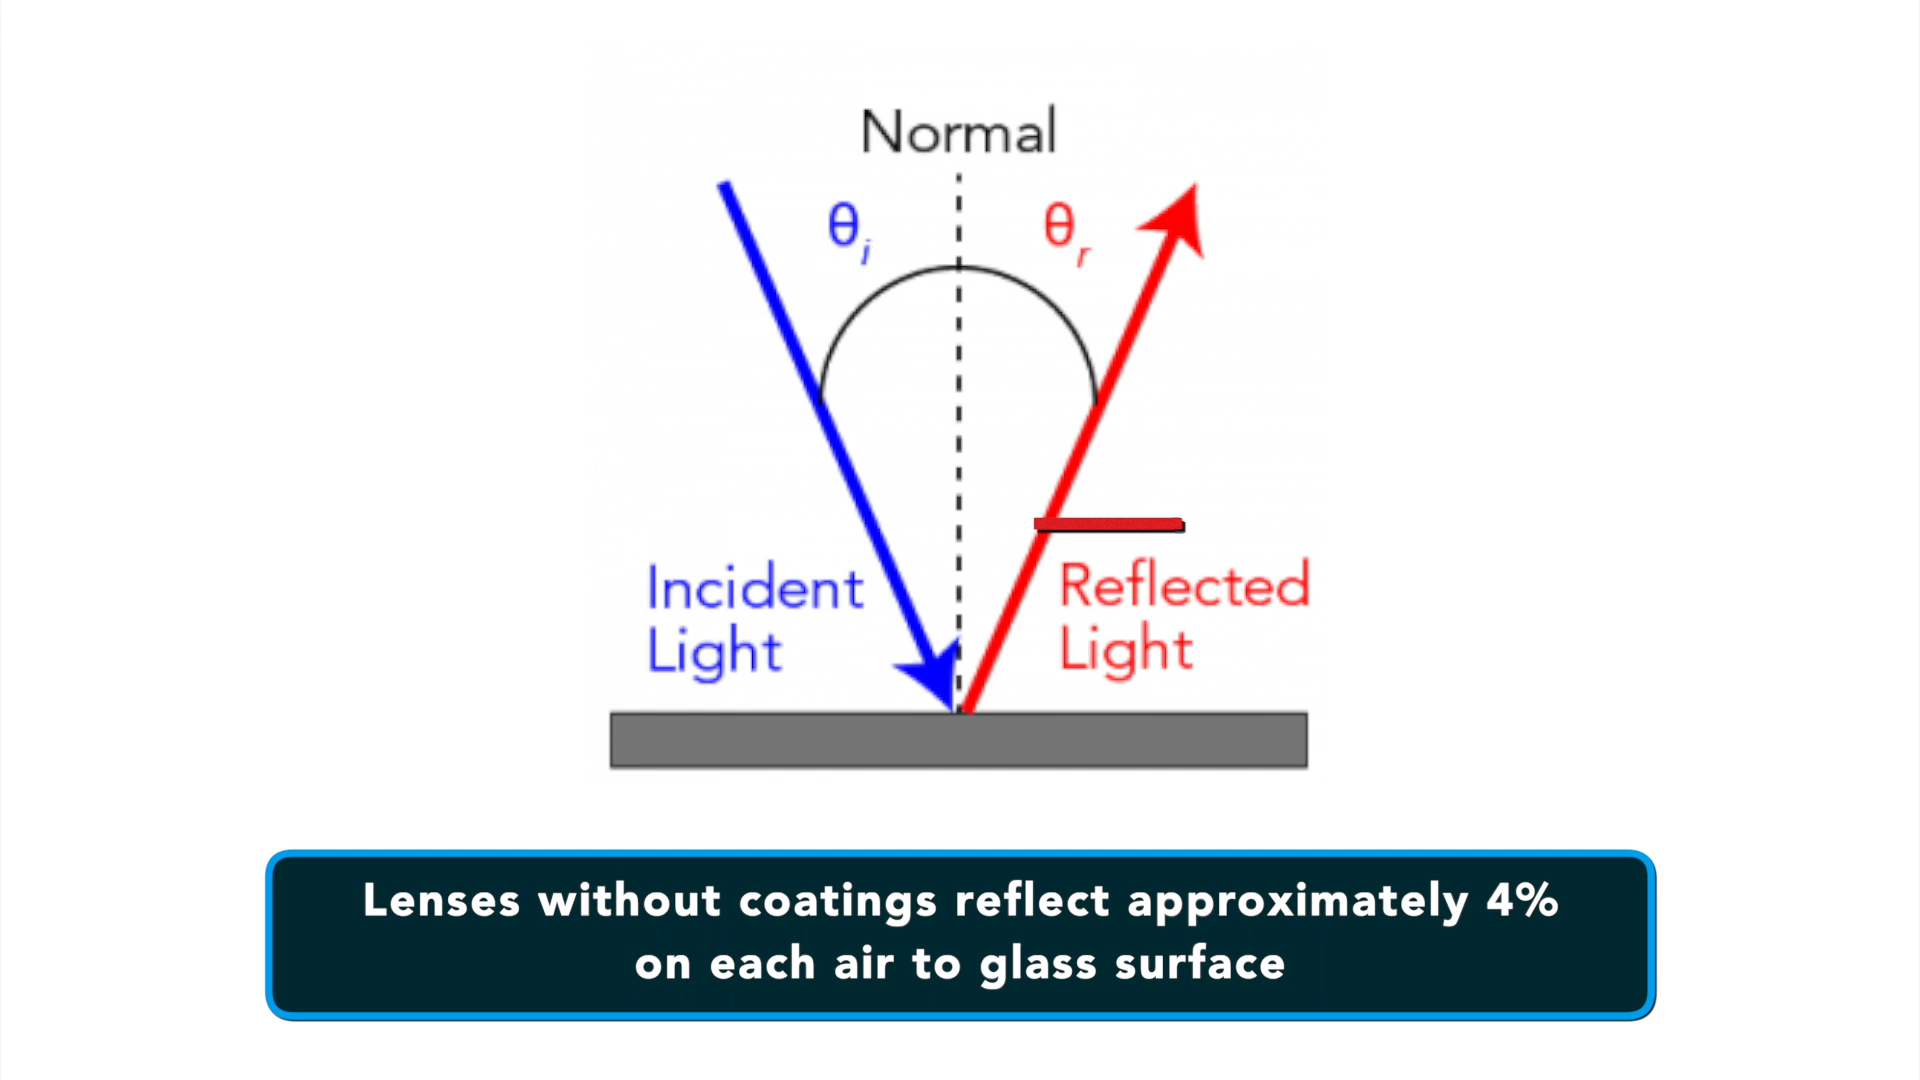 Normal
θi
θr
Incident
Light
Reflected
Light
Lenses without coatings reflect approximately 4%
on each air to glass surface